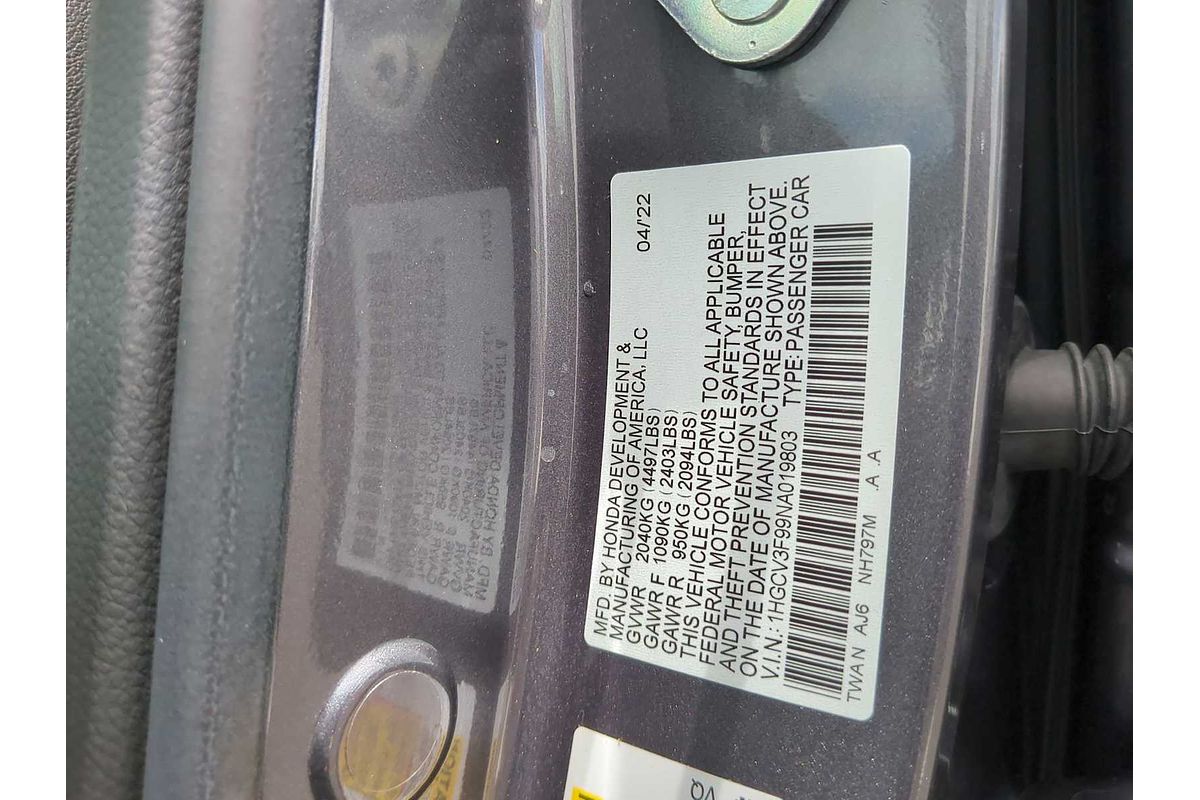 MFD. BY HONDA DEVELOPMENT &
MANUFACTURING OF AMERICA, LLC 04/'22
GVWR 2040KG (4497LBS)
GAWR F 1090KG (2403LBS)
GAWR R 950KG (2094LBS)
THIS VEHICLE CONFORMS TO ALL APPLICABLE
FEDERAL MOTOR VEHICLE SAFETY, BUMPER,
AND THEFT PREVENTION STANDARDS IN EFFECT
ON THE DATE OF MANUFACTURE SHOWN ABOVE.
V.I.N.: 1HGCV3F99NA019803 TYPE: PASSENGER CAR
TWAN AJ6 NH797M .A .A